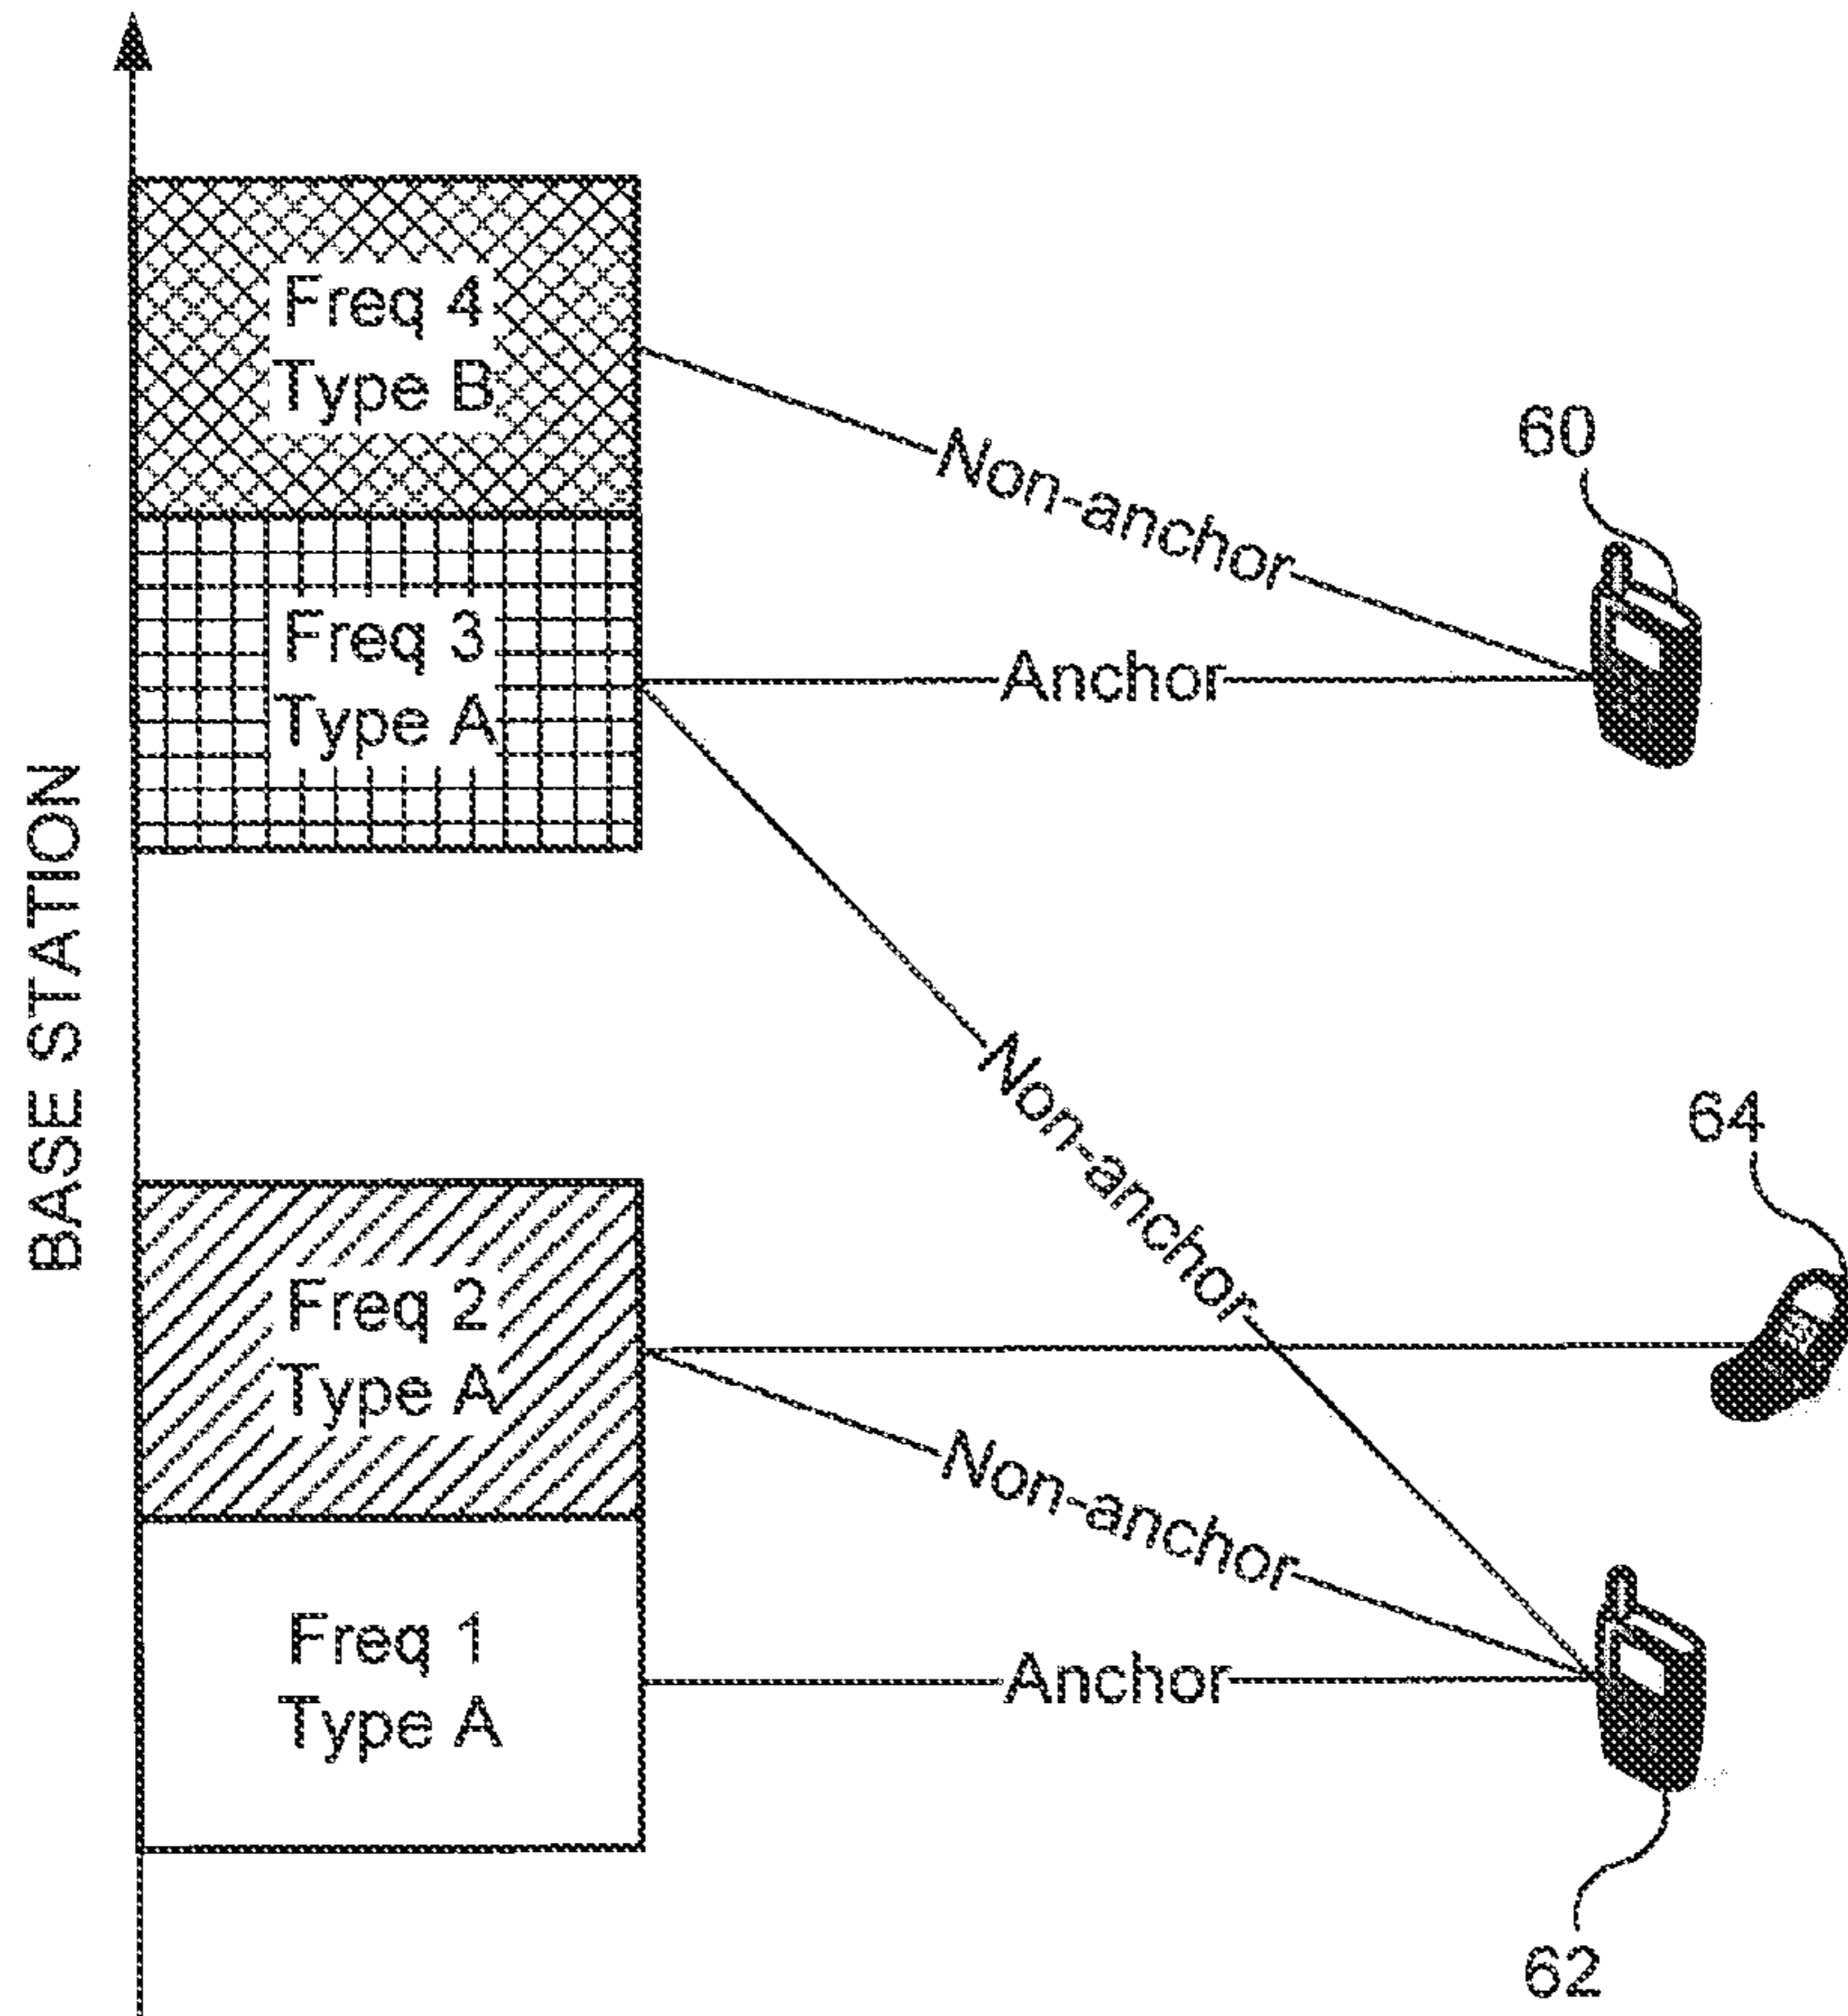 BASE STATION
Freq 4
Type B
Non-anchor
60
Freq 3
Type A
Anchor
Non-anchor
64
Freq 2
Type A
Non-anchor
Freq 1
Type A
Anchor
62